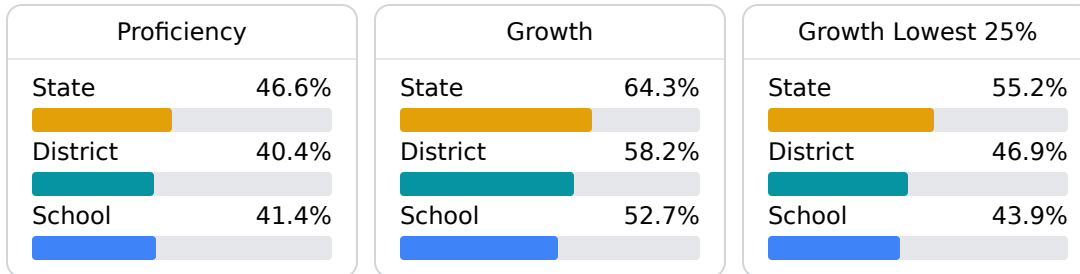 Proficiency
State 46.6%
District 40.4%
School 41.4%
Growth
State 64.3%
District 58.2%
School 52.7%
Growth Lowest 25%
State 55.2%
District 46.9%
School 43.9%